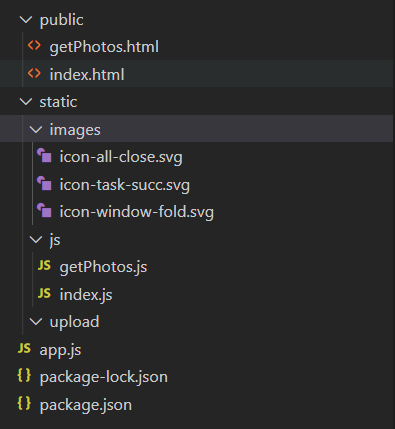 public
getPhotos.html
index.html
static
images
icon-all-close.svg
icon-task-succ.svg
icon-window-fold.svg
js
JS getPhotos.js
JS index.js
upload
JS app.js
{} package-lock.json
{} package.json